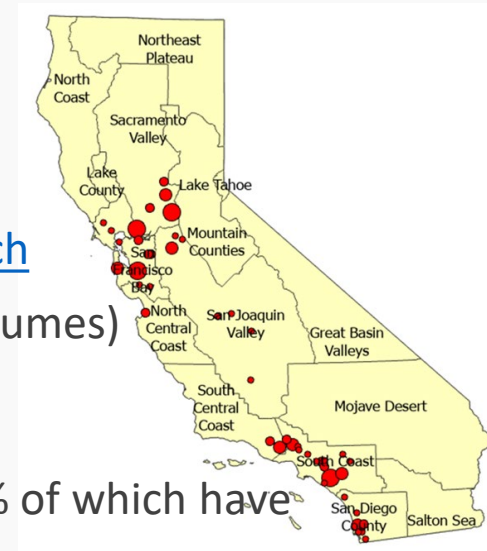 Northeast
Plateau
North
Coast
Sacramento
Valley
Lake
County
Lake Tahoe
ch
Mountain
Counties
San
Francisco
Bay
umes)
North
Central
Coast
San Joaquin
Valley
Great Basin
Valleys
South
Central
Coast
Mojave Desert
South Coast
% of which have
San Diego
County
Salton Sea